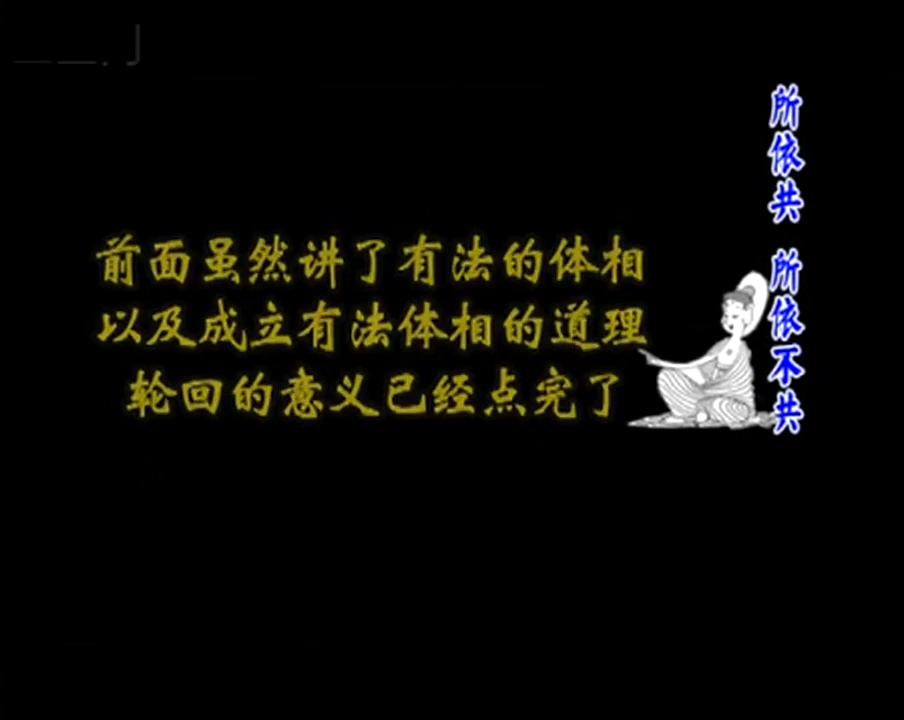 前面虽然讲了有法的体相
以及成立有法体相的道理
轮回的意义已经点完了
所依共 所依不共